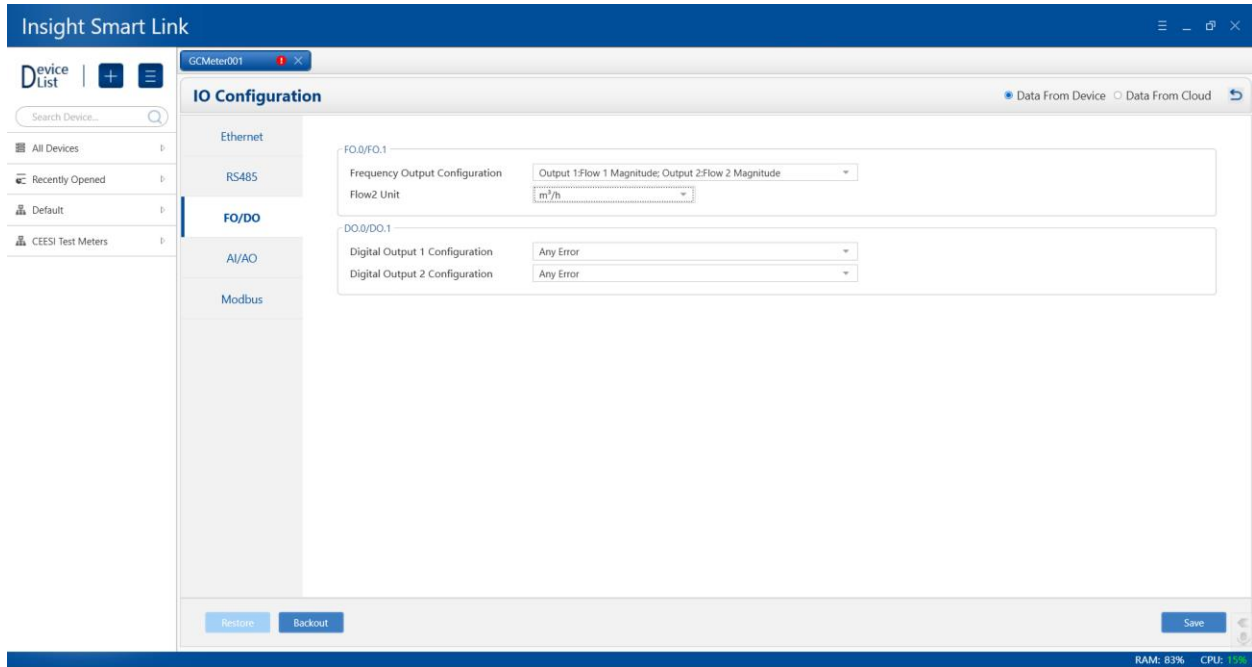 Insight Smart Link
Device List
GCMeter001
IO Configuration
Data From Device
Data From Cloud
Search Device...
All Devices
Recently Opened
Default
CEESI Test Meters
Ethernet
RS485
FO/DO
AI/AO
Modbus
FO.0/FO.1
Frequency Output Configuration
Output 1:Flow 1 Magnitude; Output 2:Flow 2 Magnitude
Flow2 Unit
m³/h
DO.0/DO.1
Digital Output 1 Configuration
Any Error
Digital Output 2 Configuration
Any Error
Restore
Backout
Save
RAM: 83% CPU: 15%